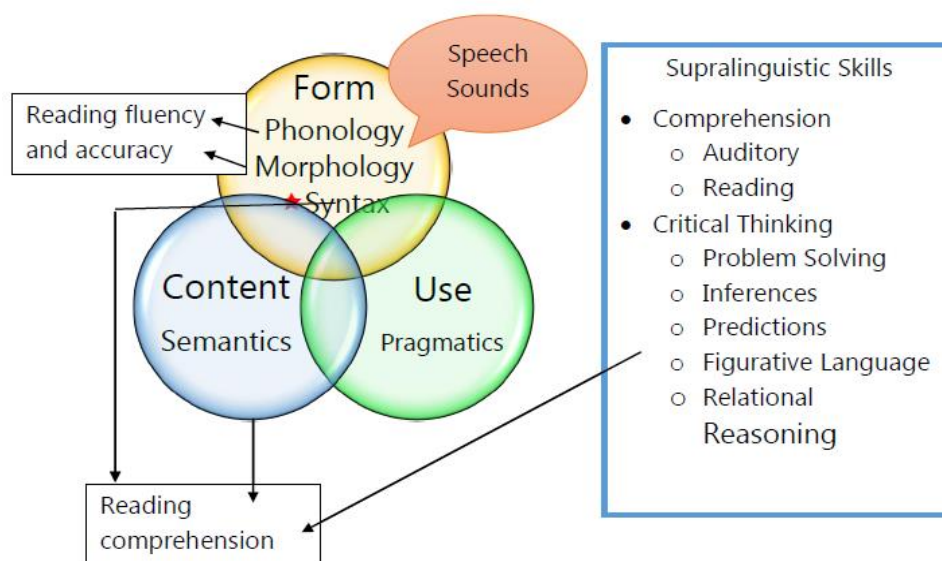 Speech
Sounds
Form
Phonology
Morphology
Syntax
Reading fluency
and accuracy
Content
Semantics
Use
Pragmatics
Reading
comprehension
Supralinguistic Skills
• Comprehension
o Auditory
o Reading
• Critical Thinking
o Problem Solving
o Inferences
o Predictions
o Figurative Language
o Relational
Reasoning